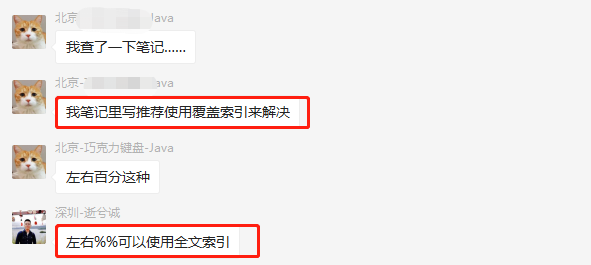 北京 Java
我查了一下笔记……
北京- Java
我笔记里写推荐使用覆盖索引来解决
北京-巧克力键盘-Java
左右百分这种
深圳-逝兮诚
左右%%可以使用全文索引